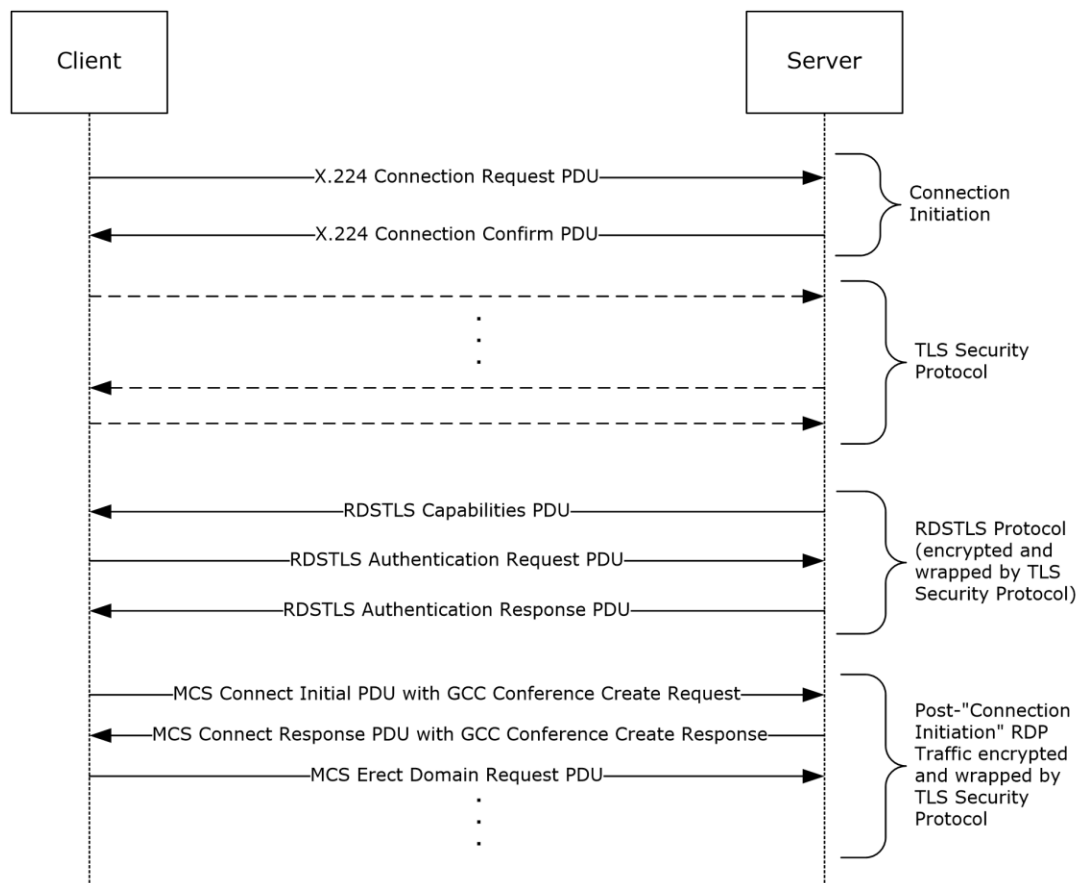 Client
Server
X.224 Connection Request PDU
Connection
Initiation
X.224 Connection Confirm PDU
TLS Security
Protocol
RDSTLS Capabilities PDU
RDSTLS Authentication Request PDU
RDSTLS Authentication Response PDU
RDSTLS Protocol
(encrypted and
wrapped by TLS
Security Protocol)
MCS Connect Initial PDU with GCC Conference Create Request
MCS Connect Response PDU with GCC Conference Create Response
MCS Erect Domain Request PDU
Post-"Connection
Initiation" RDP
Traffic encrypted
and wrapped by
TLS Security
Protocol